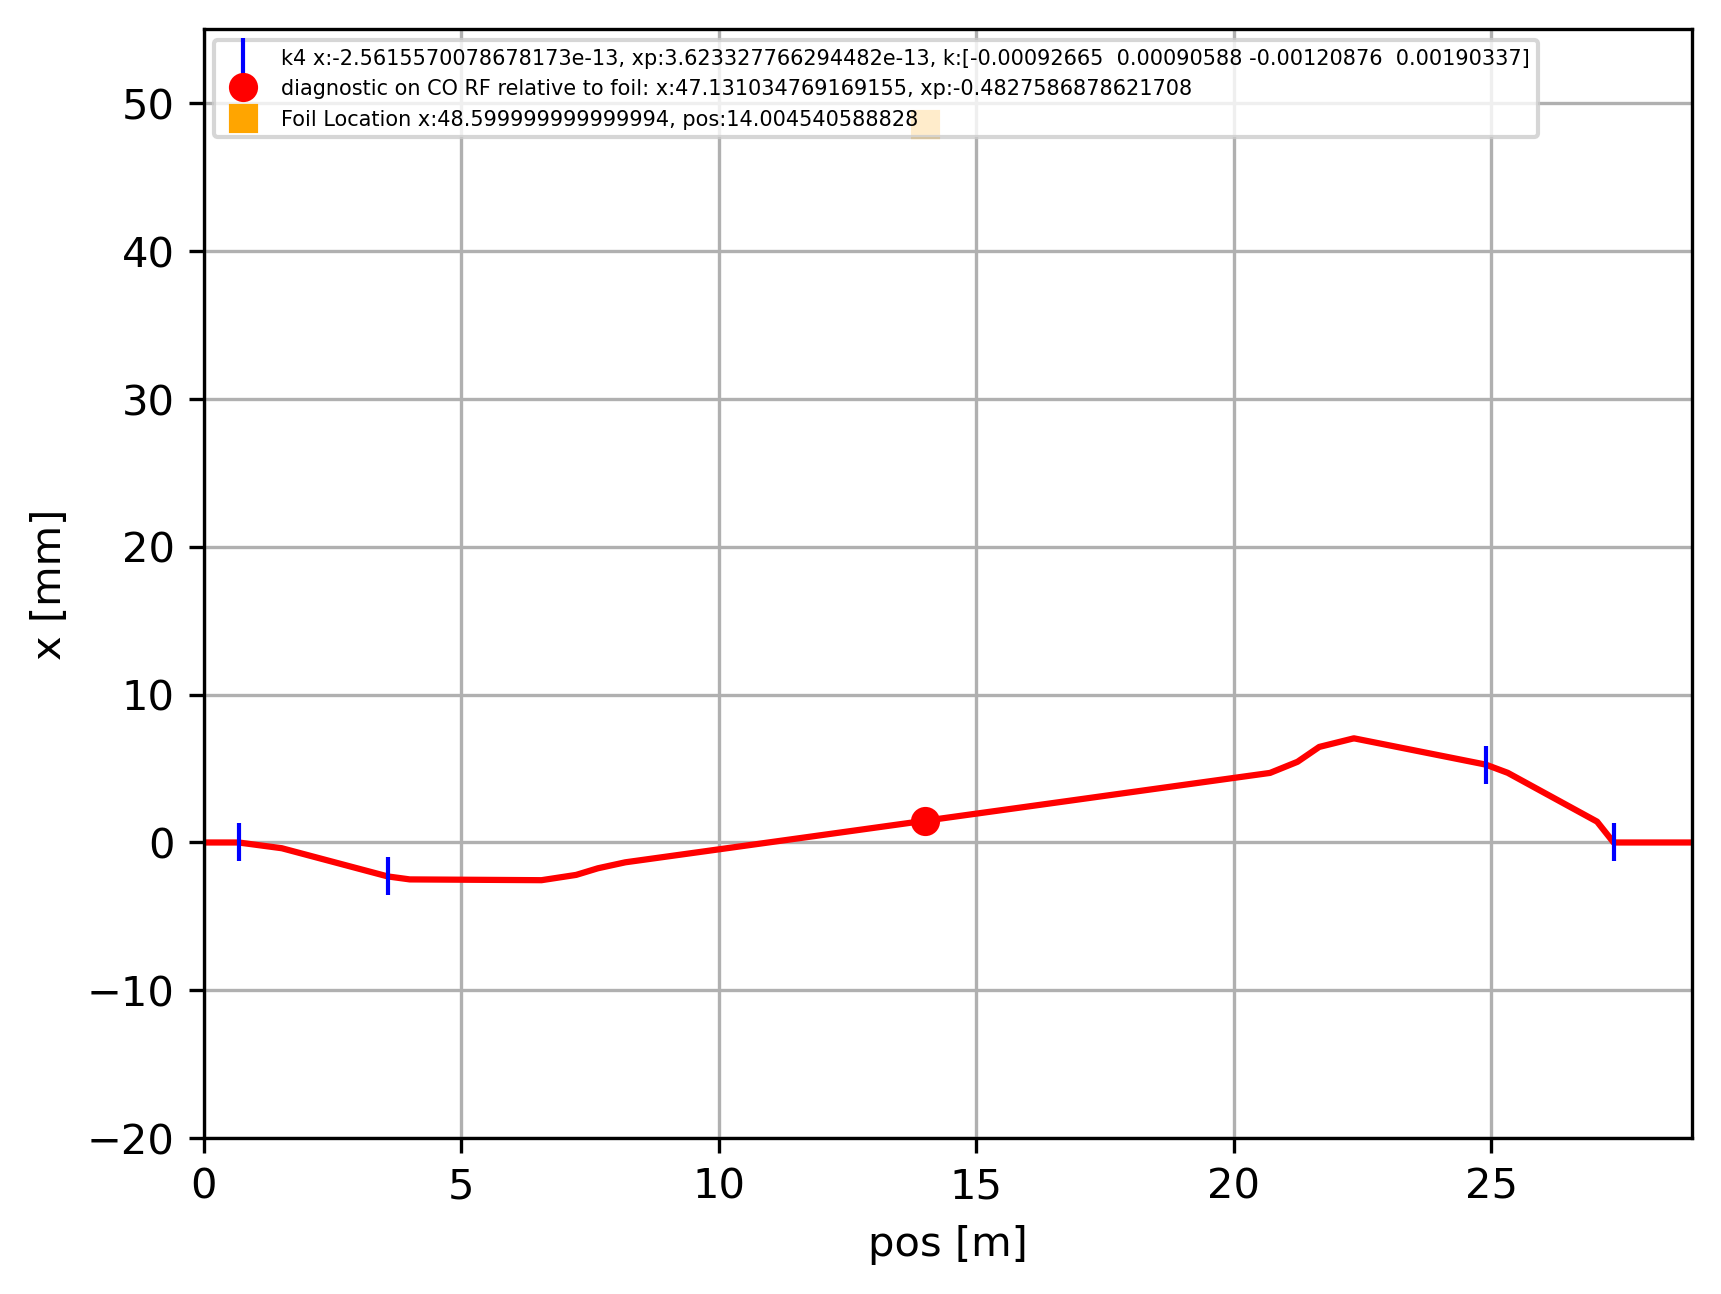 k4 x:-2.5615570078678173e-13, xp:3.623327766294482e-13, k:[-0.00092665  0.00090588 -0.00120876  0.00190337]
diagnostic on CO RF relative to foil: x:47.131034769169155, xp:-0.4827586878621708
Foil Location x:48.599999999999994, pos:14.004540588828
50
40
30
20
10
0
−10
−20
x [mm]
0 5 10 15 20 25
pos [m]